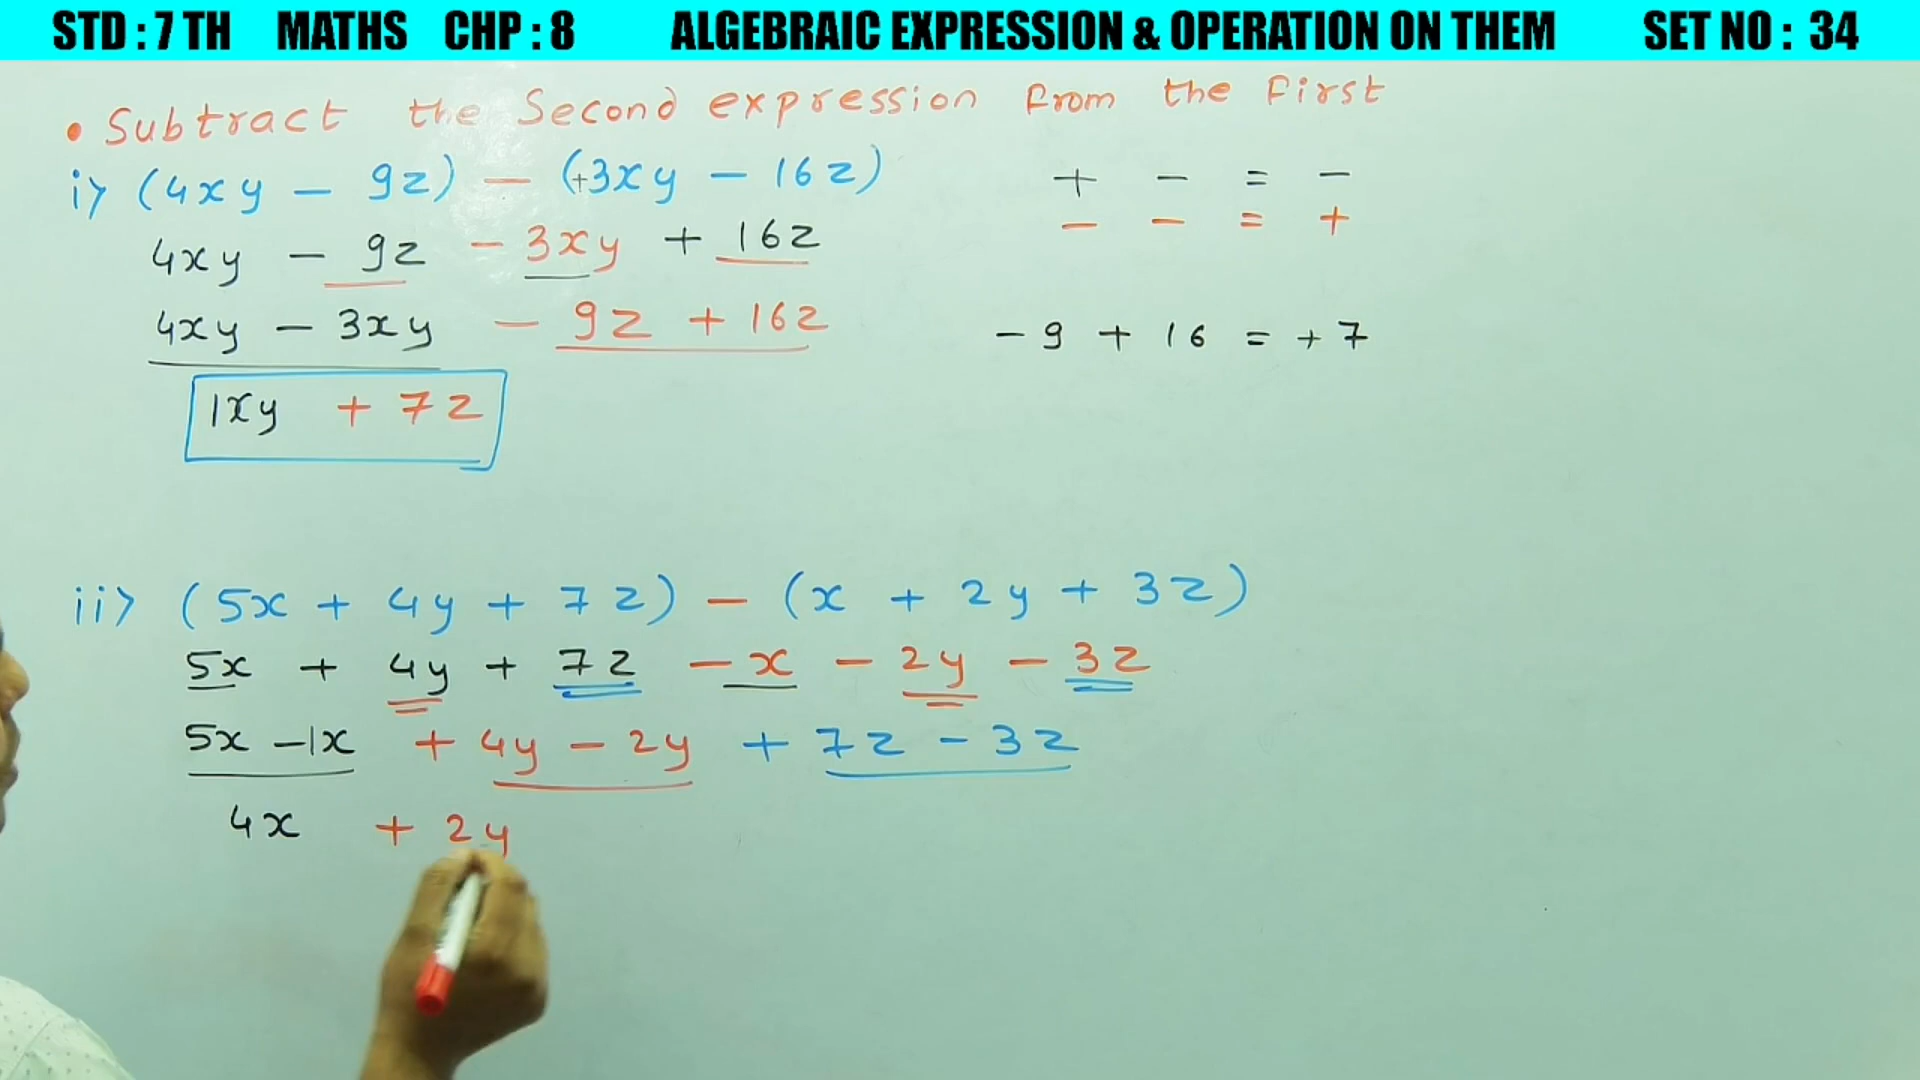 STD : 7 TH MATHS CHP : 8 ALGEBRAIC EXPRESSION & OPERATION ON THEM SET NO : 34
• Subtract the Second expression from the First
i> (4xy - 9z) - (+3xy - 16z)
4xy - 9z - 3xy + 16z
4xy - 3xy - 9z + 16z
1xy + 7z
+ - = -
- - = +
- 9 + 16 = + 7
ii> (5x + 4y + 7z) - (x + 2y + 3z)
5x + 4y + 7z - x - 2y - 3z
5x - 1x + 4y - 2y + 7z - 3z
4x + 2y